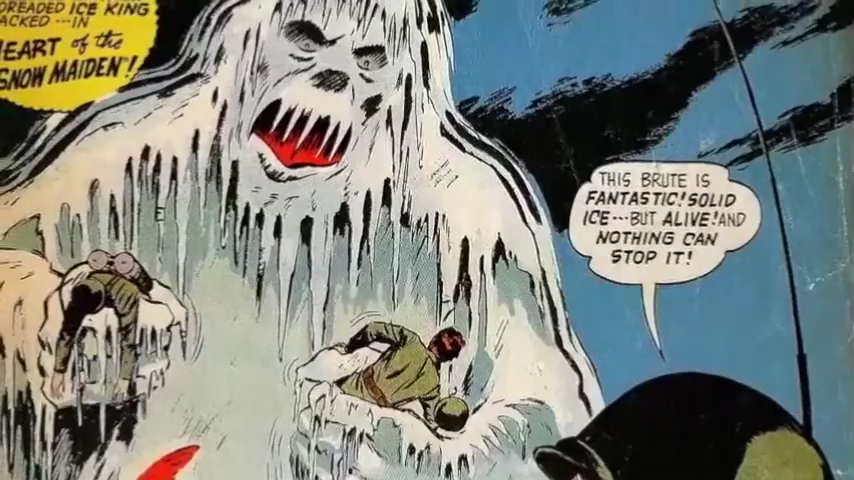 DREADED ICE KING
ACKED---IN
HEART of the
SNOW MAIDEN"!
THIS BRUTE IS
FANTASTIC! SOLID
ICE---BUT ALIVE! AND
NOTHING CAN
STOP IT!